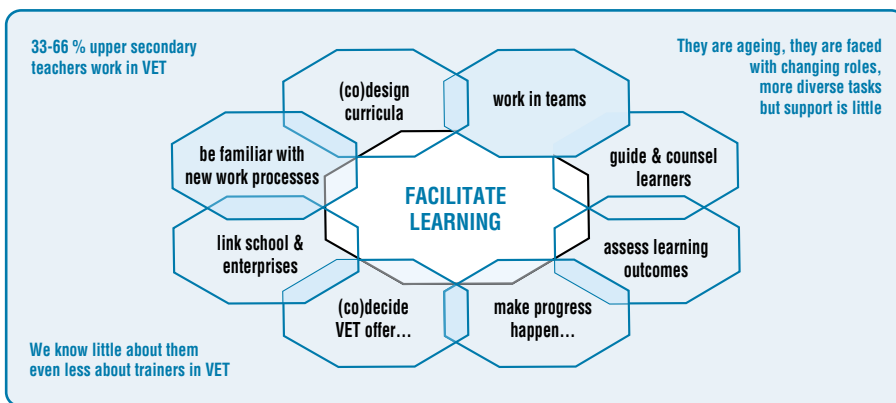 33-66 % upper secondary
teachers work in VET
They are ageing, they are faced
with changing roles,
more diverse tasks
but support is little
(co)design
curricula
work in teams
be familiar with
new work processes
guide & counsel
learners
FACILITATE
LEARNING
link school &
enterprises
assess learning
outcomes
(co)decide
VET offer...
make progress
happen...
We know little about them
even less about trainers in VET